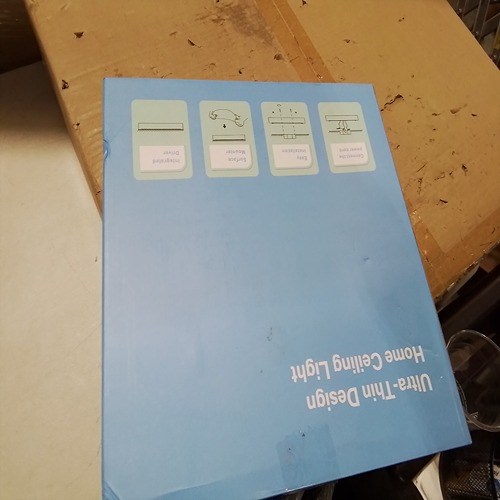 Ultra-Thin Design
Home Ceiling Light
Easy
Installation
Surface
Mounted
Integrated
Driver